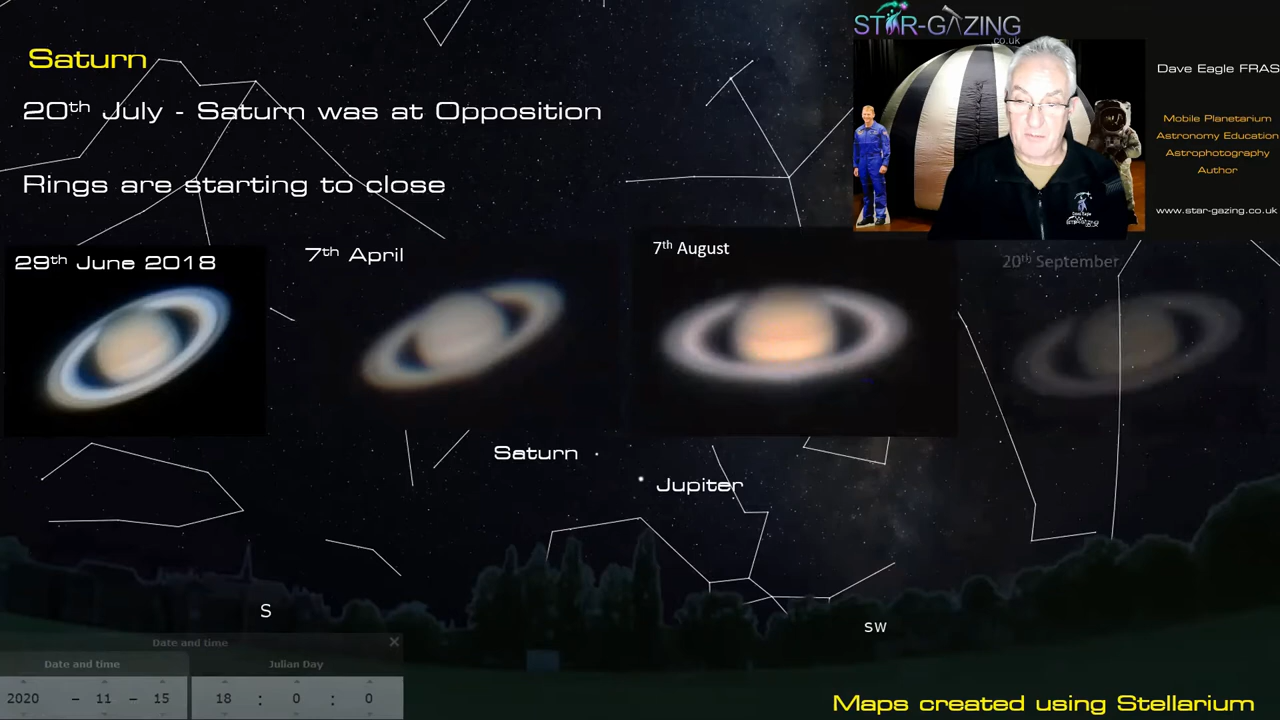 Saturn
20th July - Saturn was at Opposition
Rings are starting to close
29th June 2018
7th April
7th August
20th September
STAR-GAZING
co.uk
Dave Eagle FRAS
Mobile Planetarium
Astronomy Education
Astrophotography
Author
www.star-gazing.co.uk
Saturn
Jupiter
S
SW
Date and time
Date and time
Julian Day
2020 - 11 - 15
18 : 0 : 0
Maps created using Stellarium